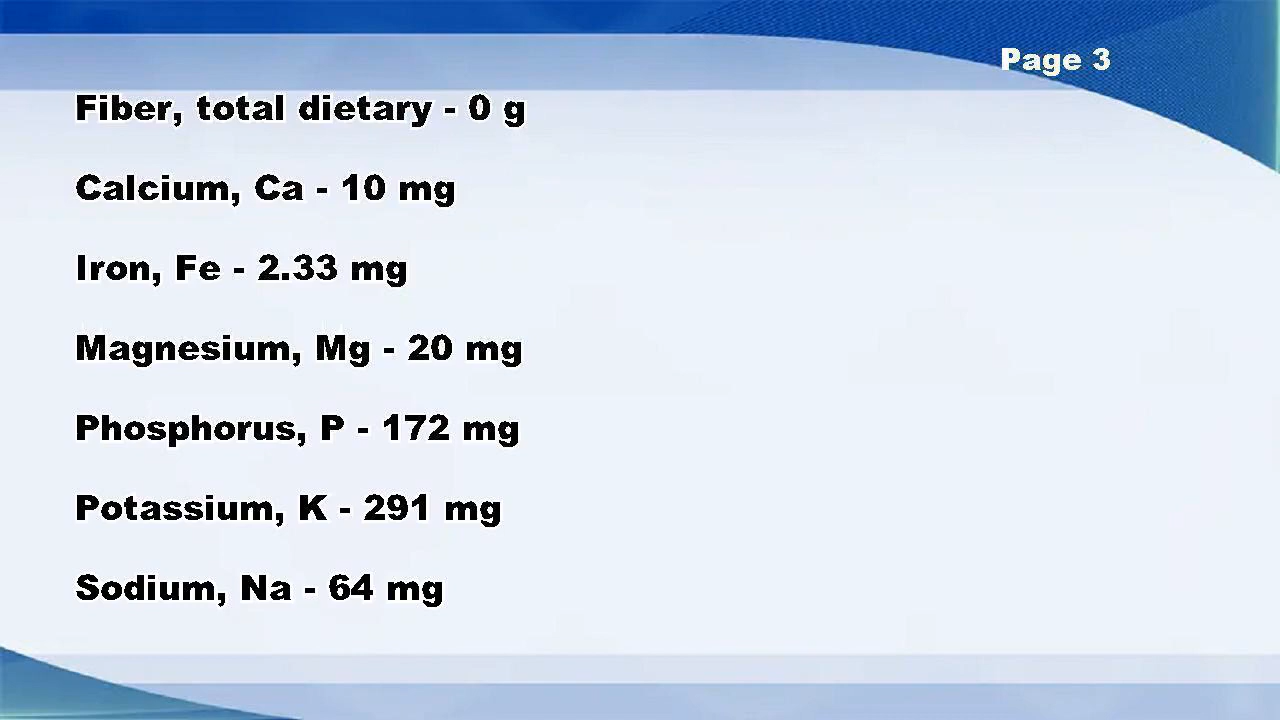 Page 3
Fiber, total dietary - 0 g
Calcium, Ca - 10 mg
Iron, Fe - 2.33 mg
Magnesium, Mg - 20 mg
Phosphorus, P - 172 mg
Potassium, K - 291 mg
Sodium, Na - 64 mg